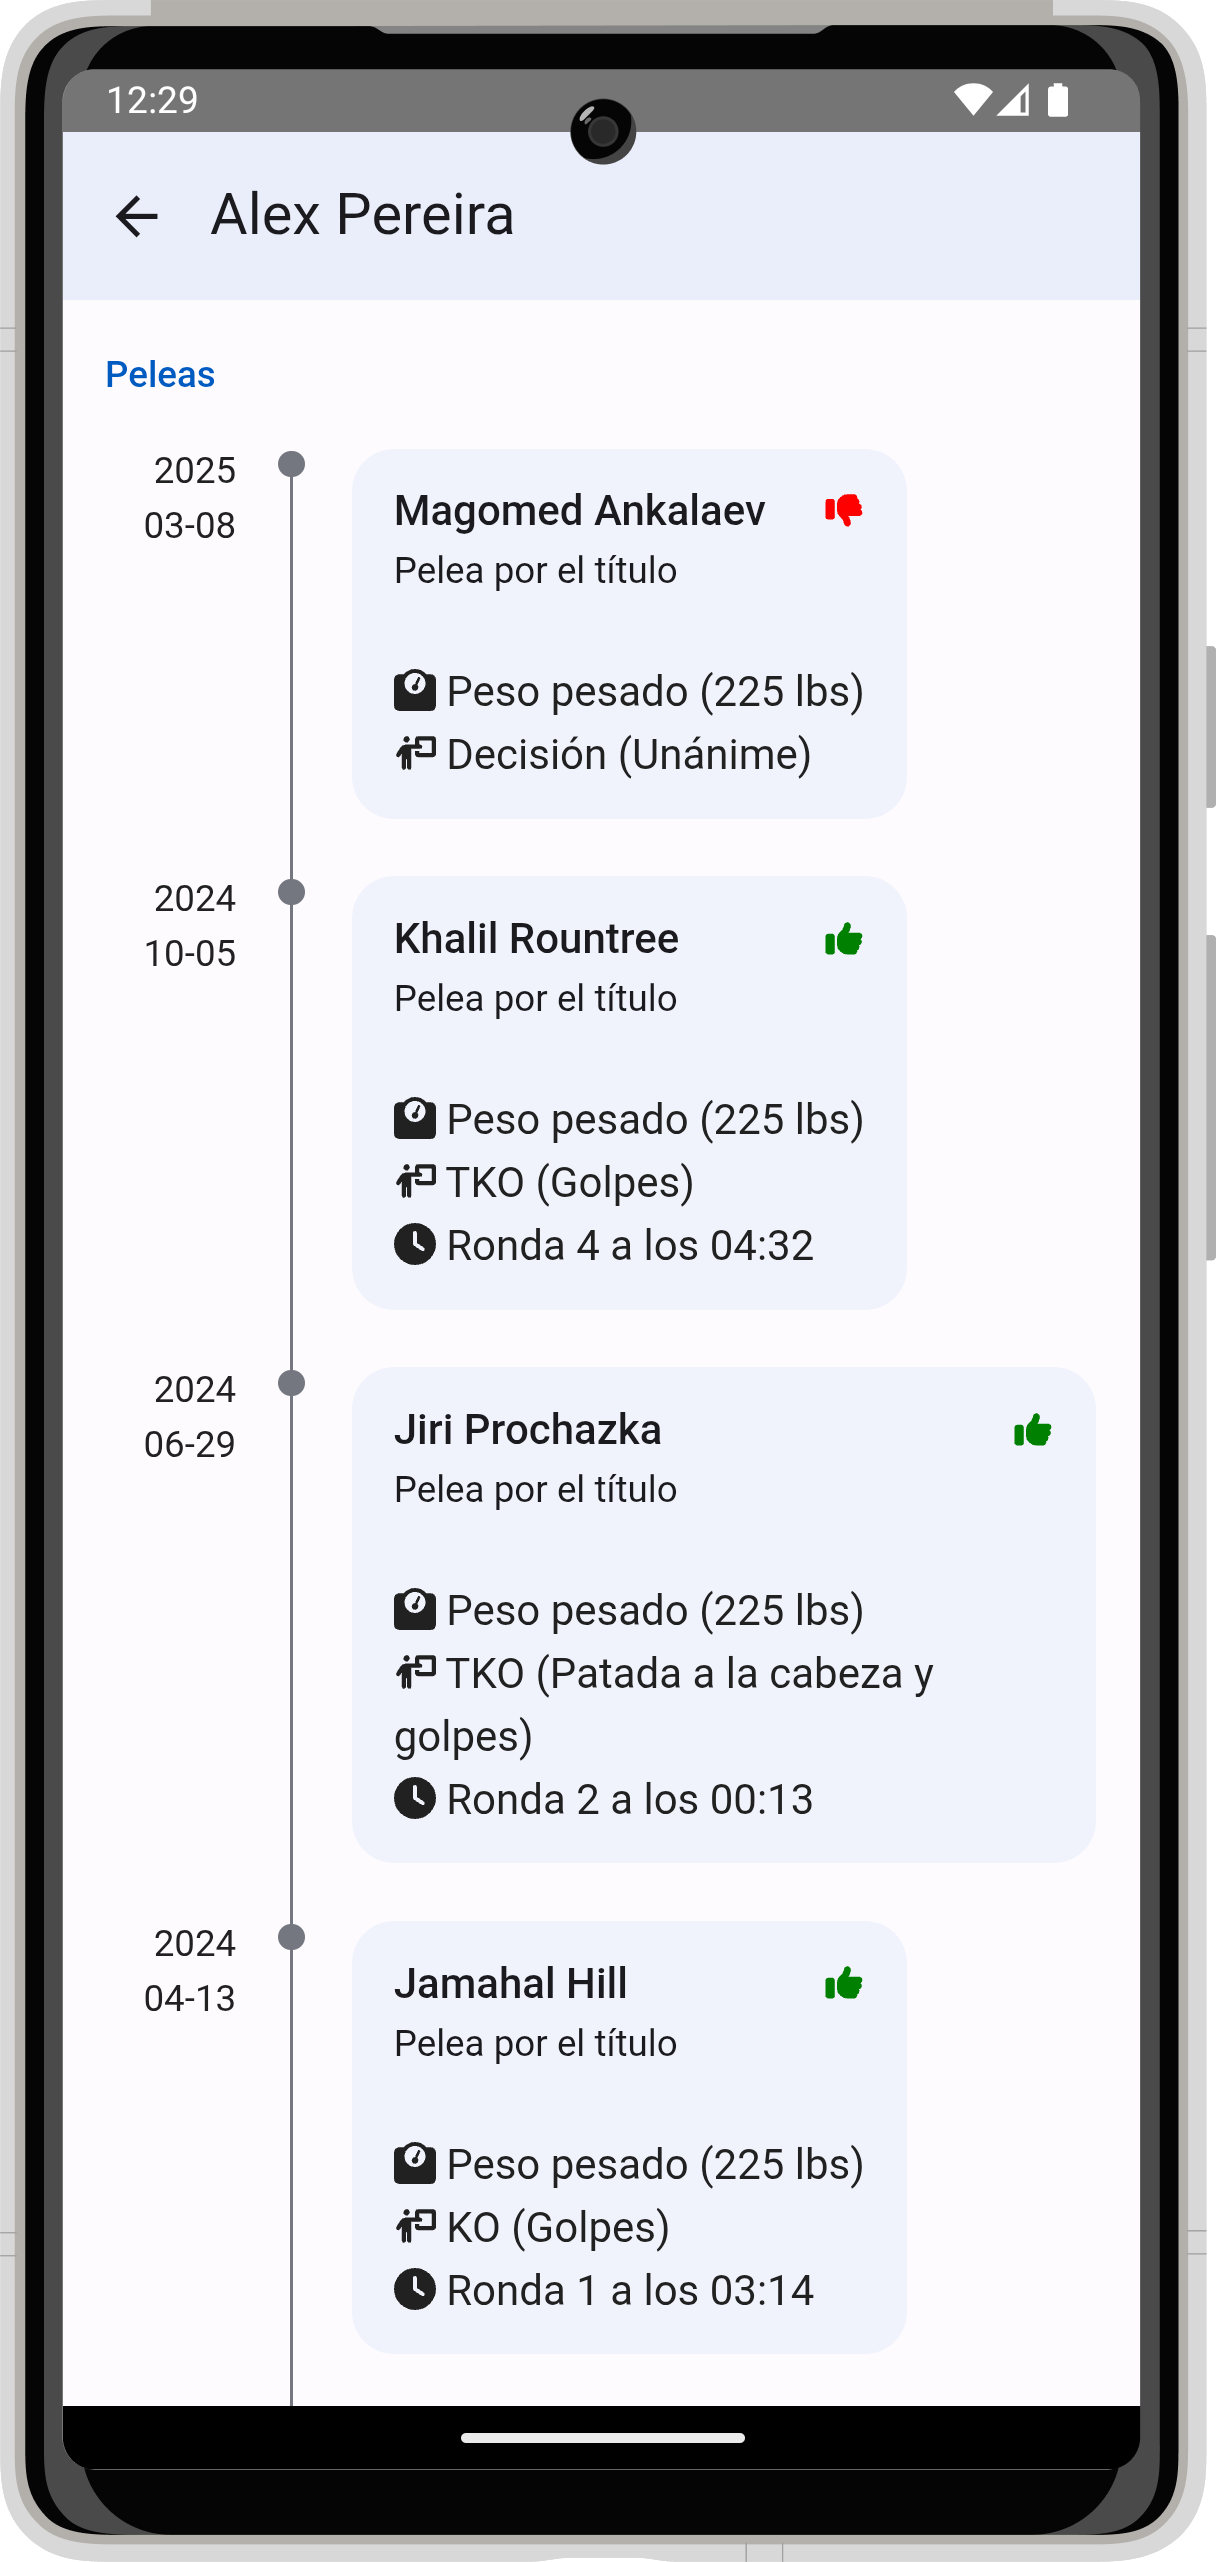 12:29
Alex Pereira
Peleas
2025
03-08
Magomed Ankalaev
Pelea por el título
Peso pesado (225 lbs)
Decisión (Unánime)
2024
10-05
Khalil Rountree
Pelea por el título
Peso pesado (225 lbs)
TKO (Golpes)
Ronda 4 a los 04:32
2024
06-29
Jiri Prochazka
Pelea por el título
Peso pesado (225 lbs)
TKO (Patada a la cabeza y
golpes)
Ronda 2 a los 00:13
2024
04-13
Jamahal Hill
Pelea por el título
Peso pesado (225 lbs)
KO (Golpes)
Ronda 1 a los 03:14